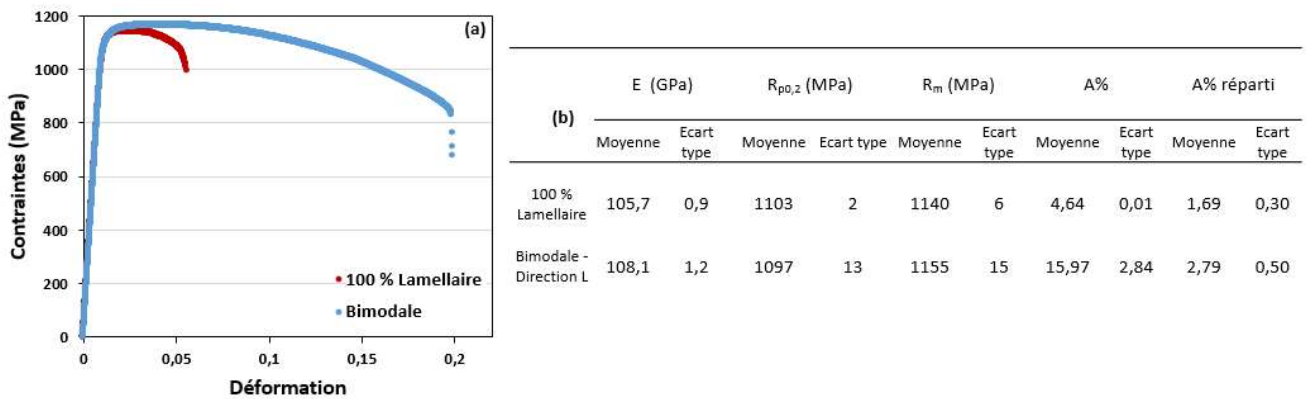 1200
1000
800
600
400
200
0
Contraintes (MPa)
(a)
100 % Lamellaire
Bimodale
0 0,05 0,1 0,15 0,2
Déformation
(b)
E (GPa) Rp0,2 (MPa) Rm (MPa) A% A% réparti
Moyenne Ecart type Moyenne Ecart type Moyenne Ecart type Moyenne Ecart type Moyenne Ecart type
100 % Lamellaire 105,7 0,9 1103 2 1140 6 4,64 0,01 1,69 0,30
Bimodale - Direction L 108,1 1,2 1097 13 1155 15 15,97 2,84 2,79 0,50